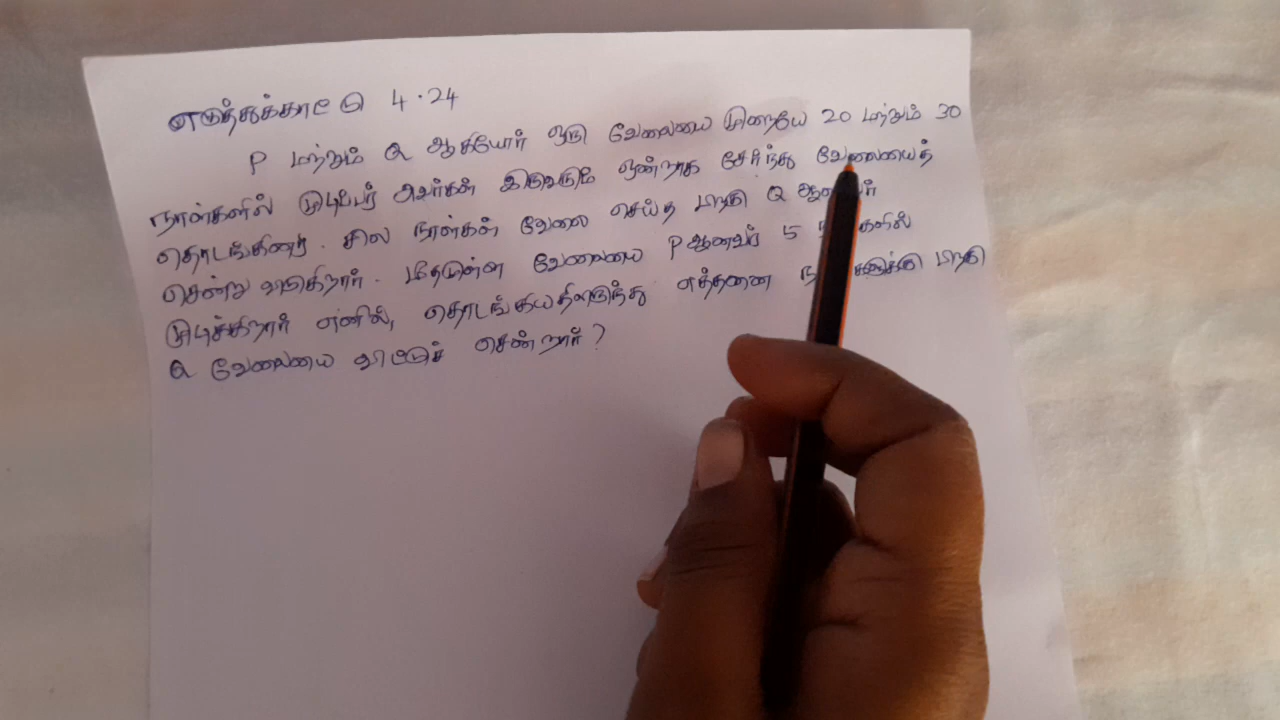 எடுத்துக்காட்டு 4.24
P மற்றும் Q ஆகியோர் ஒரு வேலையை முறையே 20 மற்றும் 30
நாள்களில் முடிப்பர் அவர்கள் இருவரும் ஒன்றாக சேர்ந்து வேலையைத்
தொடங்கினர். சில நாள்கள் வேலை செய்த பிறகு Q
சென்று விடுகிறார். மீதமுள்ள வேலையை P ஆனவர் 5
முடிக்கிறார் எனில், தொடங்கியதிலிருந்து எத்தனை பிறகு
Q வேலையை விட்டுச் சென்றார்?